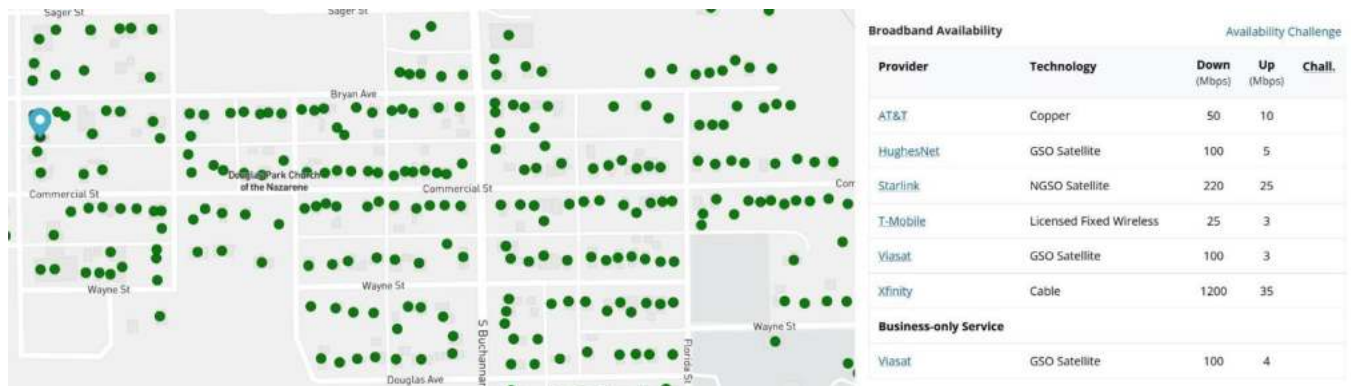 Sager St
Sager St
Bryan Ave
Douglas Park Church
of the Nazarene
Commercial St
Commercial St
Com
Wayne St
Wayne St
Wayne St
S Buchannan
Florida St
Douglas Ave
Broadband Availability
Availability Challenge
Provider Technology Down Up Chall.
(Mbps) (Mbps)
AT&T Copper 50 10
HughesNet GSO Satellite 100 5
Starlink NGSO Satellite 220 25
T-Mobile Licensed Fixed Wireless 25 3
Viasat GSO Satellite 100 3
Xfinity Cable 1200 35
Business-only Service
Viasat GSO Satellite 100 4